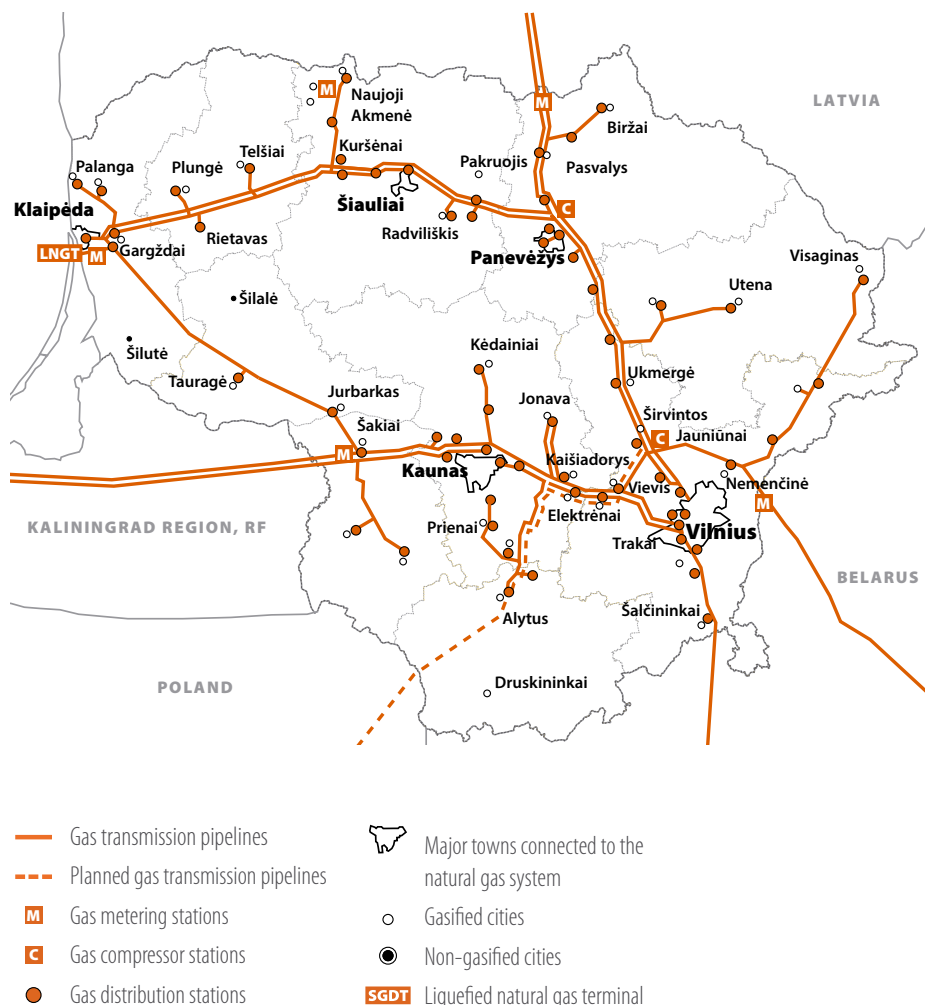 LATVIA
M
Naujoji
Akmenė
M
Biržai
Kuršėnai
Telšiai
Pakruojis
Palanga
Plungė
Pasvalys
Klaipėda
Šiauliai
C
Radviliškis
Rietavas
Gargždai
LNGT
M
Panevėžys
Visaginas
Utena
Šilalė
Šilutė
Kėdainiai
Tauragė
Ukmergė
Jurbarkas
Jonava
Širvintos
Šakiai
C
Jauniūnai
M
Kaišiadorys
Kaunas
Vievis
Nemenčinė
M
Elektrėnai
KALININGRAD REGION, RF
Prienai
Vilnius
Trakai
BELARUS
Alytus
Šalčininkai
POLAND
Druskininkai
Gas transmission pipelines
Planned gas transmission pipelines
M Gas metering stations
C Gas compressor stations
Gas distribution stations
Major towns connected to the
natural gas system
Gasified cities
Non-gasified cities
SGDT Liquefied natural gas terminal